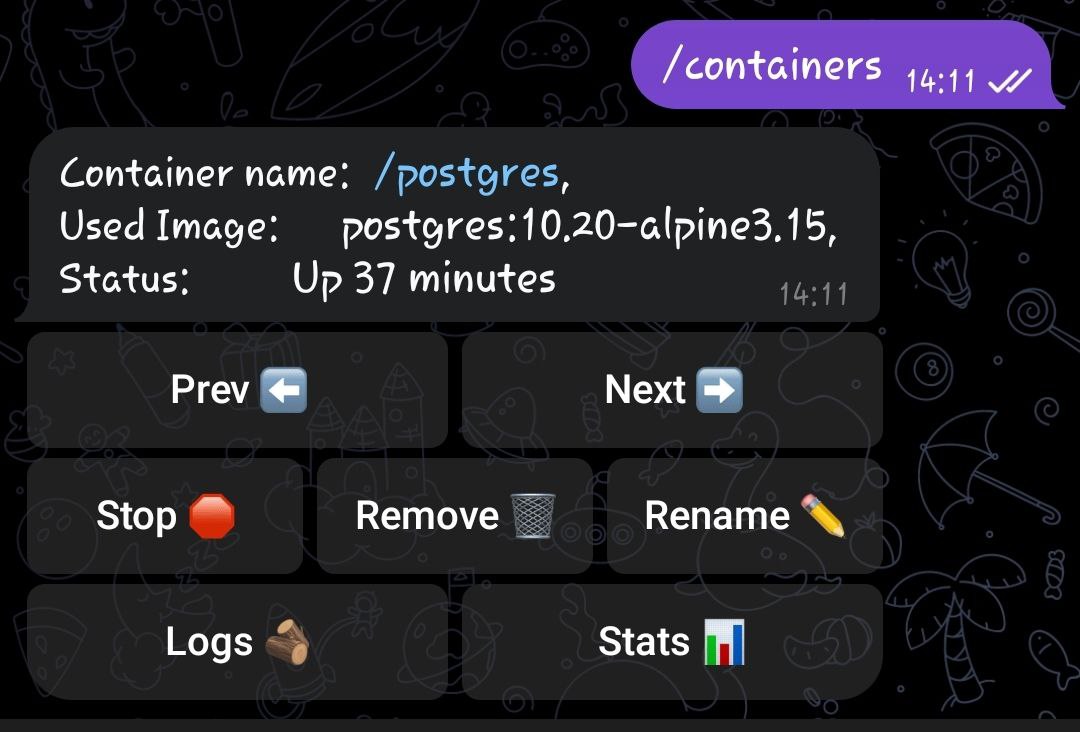 /containers 14:11
Container name: /postgres,
Used Image: postgres:10.20-alpine3.15,
Status: Up 37 minutes
14:11
Prev ⬅️
Next ➡️
Stop 🛑
Remove 🗑️
Rename ✏️
Logs 🪵
Stats 📊